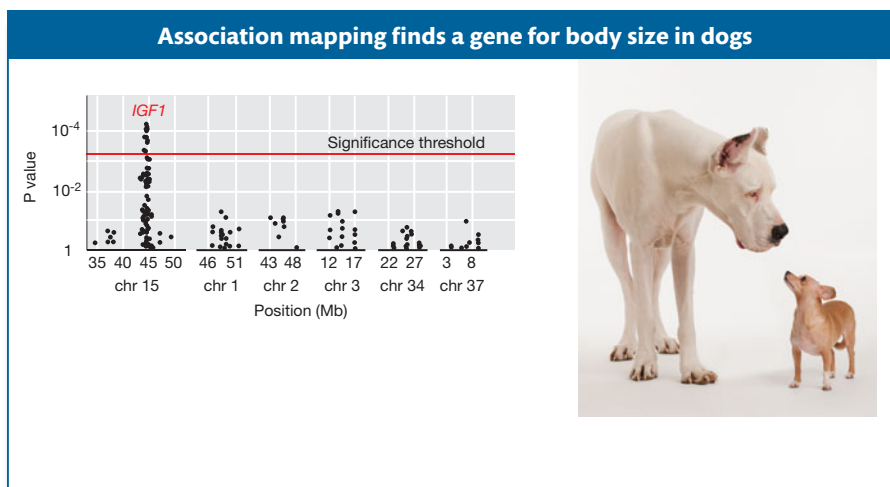 Association mapping finds a gene for body size in dogs
IGF1
10-4
Significance threshold
10-2
P value
1
35 40 45 50 46 51 43 48 12 17 22 27 3 8
chr 15 chr 1 chr 2 chr 3 chr 34 chr 37
Position (Mb)